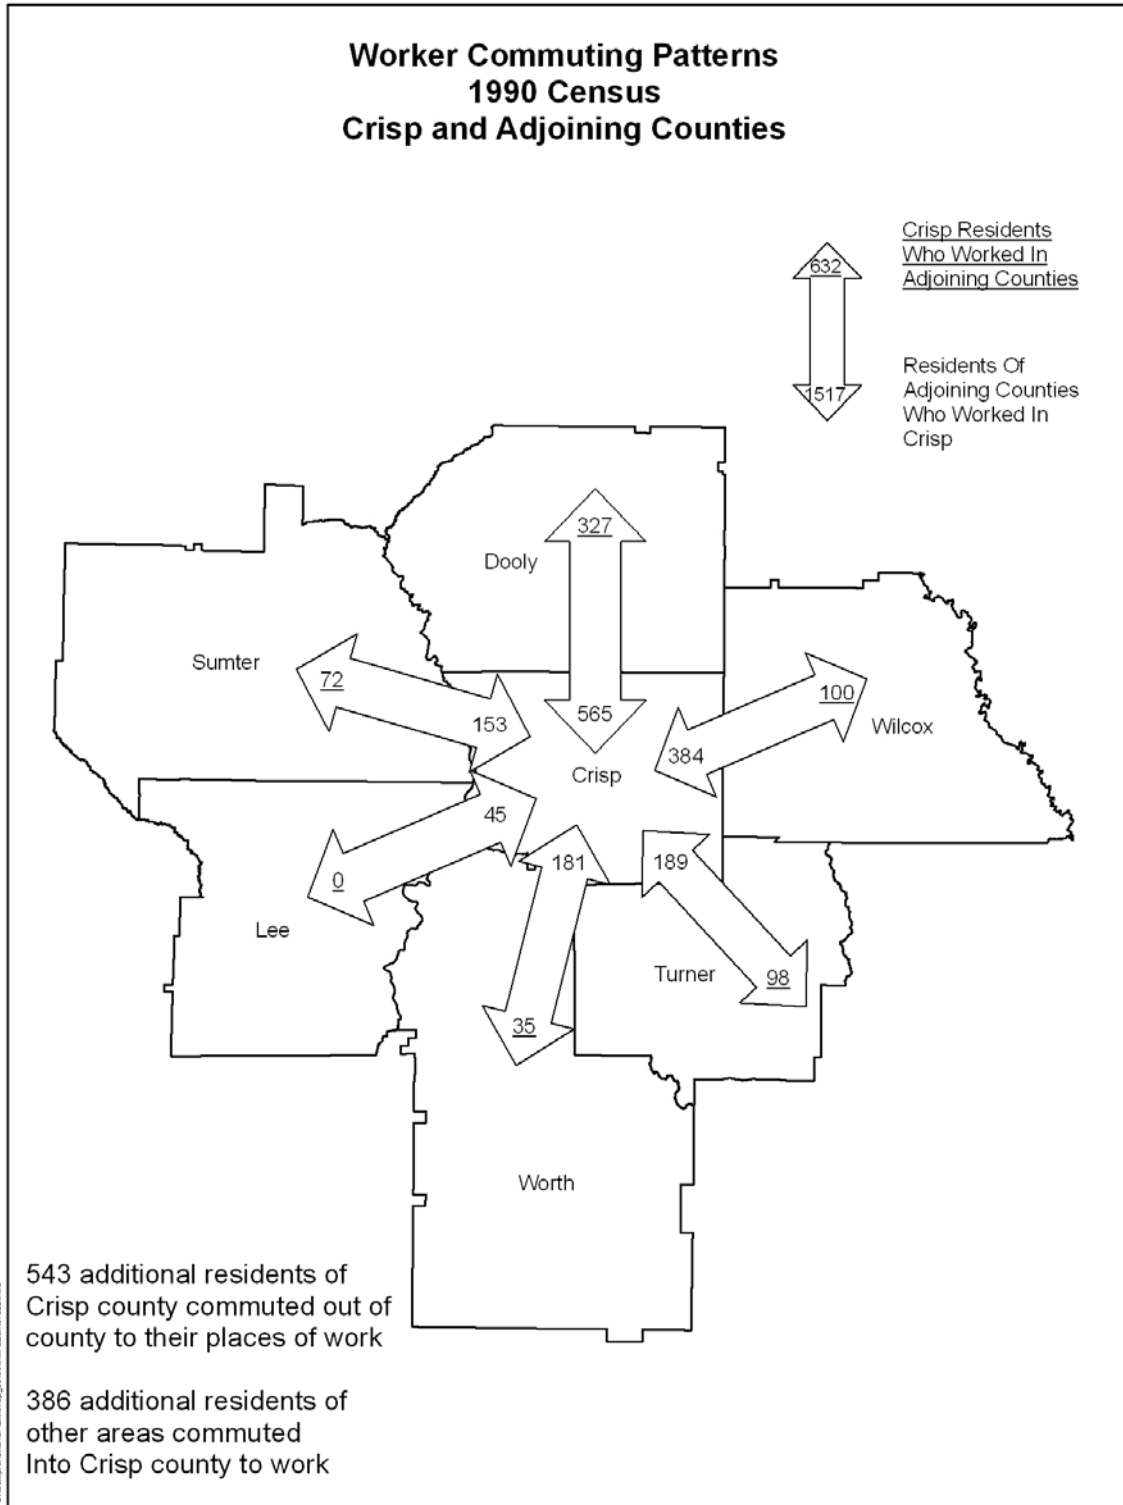 Worker Commuting Patterns
1990 Census
Crisp and Adjoining Counties
632
Crisp Residents
Who Worked In
Adjoining Counties
1517
Residents Of
Adjoining Counties
Who Worked In
Crisp
327
Dooly
Sumter
72
153
565
100
Wilcox
384
Crisp
45
181
189
0
Lee
Turner
98
35
Worth
543 additional residents of
Crisp county commuted out of
county to their places of work
386 additional residents of
other areas commuted
Into Crisp county to work